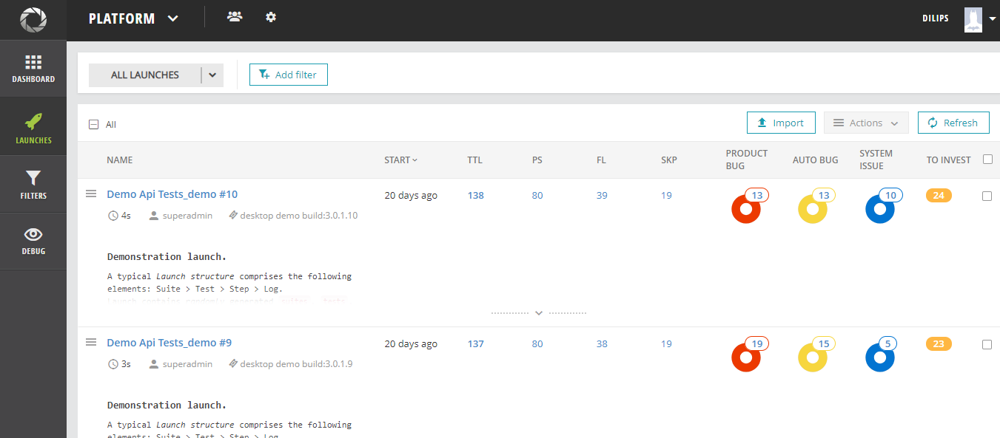 PLATFORM
DILIPS
DASHBOARD
LAUNCHES
FILTERS
DEBUG
ALL LAUNCHES
Add filter
All
Import
Actions
Refresh
NAME
START
TTL
PS
FL
SKP
PRODUCT
BUG
AUTO BUG
SYSTEM
ISSUE
TO INVEST
Demo Api Tests_demo #10
20 days ago
138
80
39
19
13
13
10
24
4s
superadmin
desktop demo build:3.0.1.10
Demonstration launch.
A typical Launch structure comprises the following
elements: Suite > Test > Step > Log.
Launch contains randomly generated suites, tests
Demo Api Tests_demo #9
20 days ago
137
80
38
19
19
15
5
23
3s
superadmin
desktop demo build:3.0.1.9
Demonstration launch.
A typical Launch structure comprises the following
elements: Suite > Test > Step > Log.